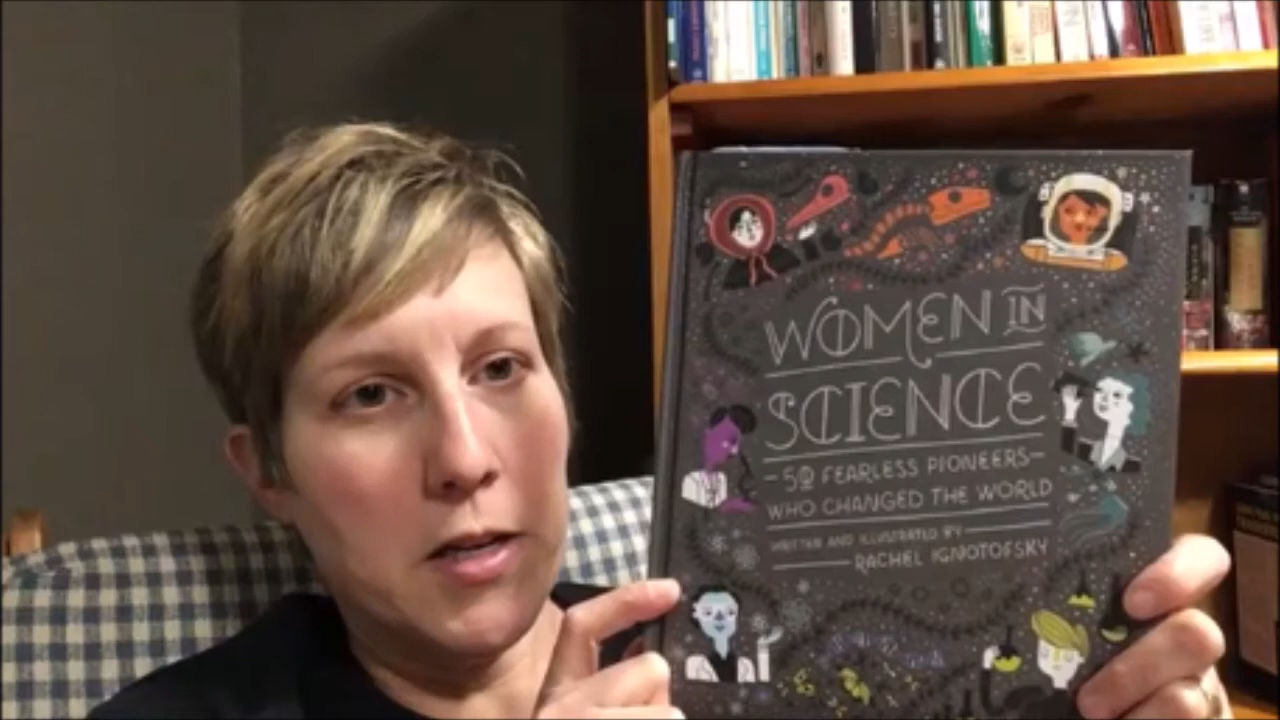 WOMEN IN
SCIENCE
-50 FEARLESS PIONEERS-
WHO CHANGED THE WORLD
WRITTEN AND ILLUSTRATED BY
RACHEL IGNOTOFSKY